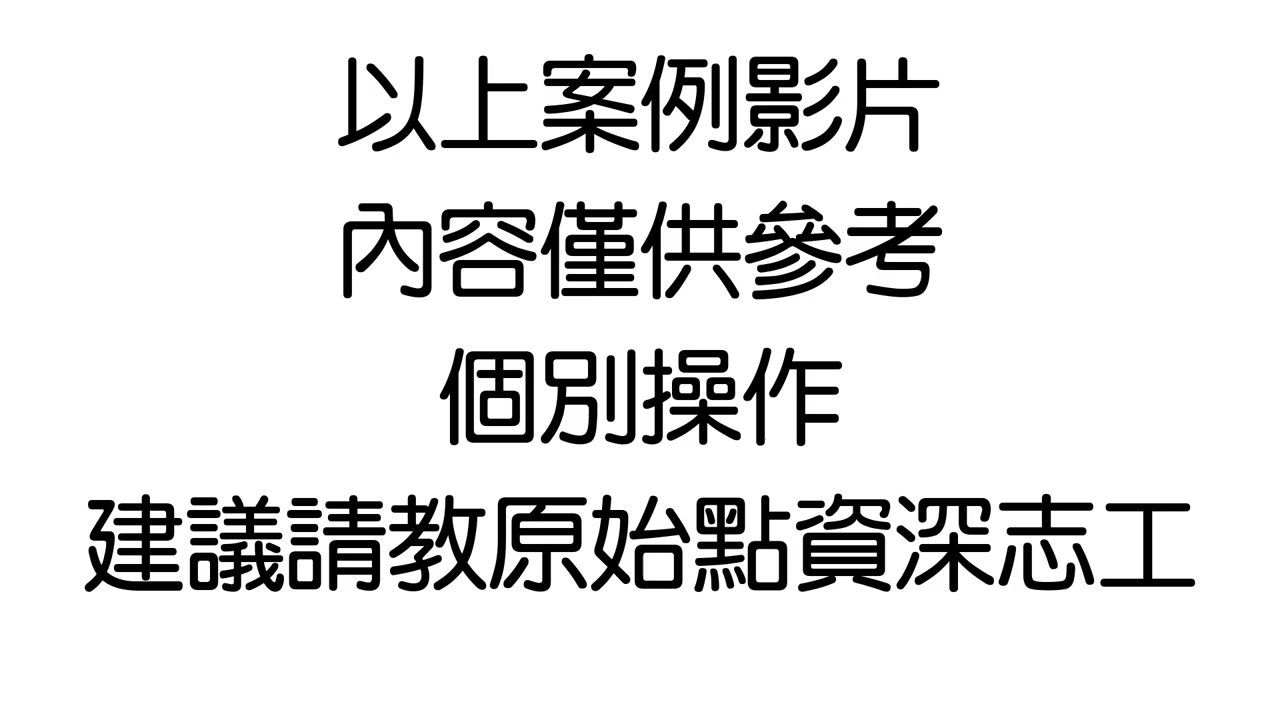 以上案例影片
內容僅供參考
個別操作
建議請教原始點資深志工